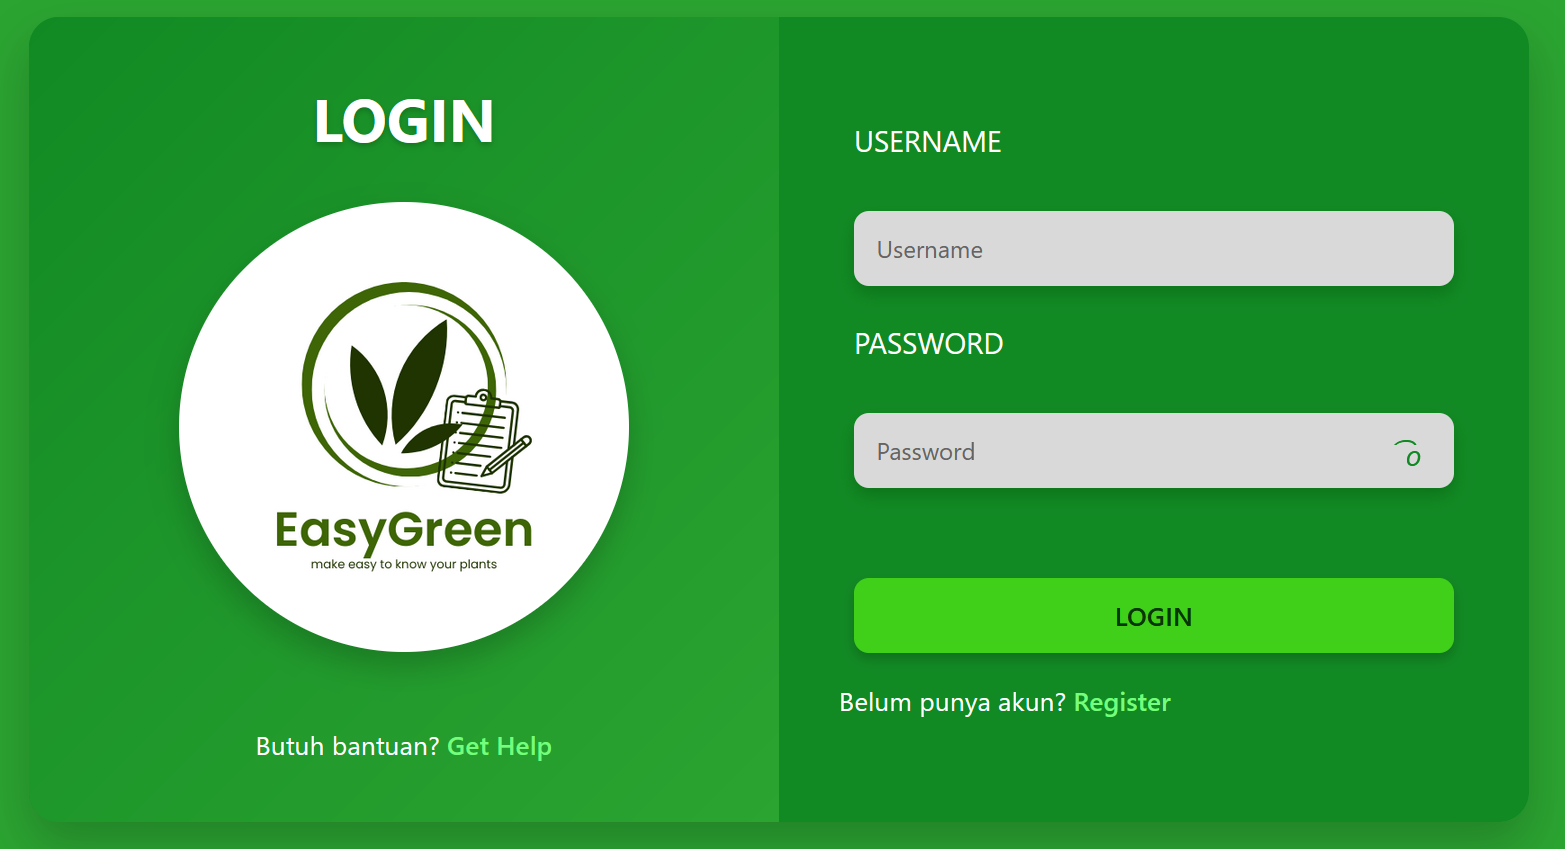 LOGIN
EasyGreen
make easy to know your plants
Butuh bantuan? Get Help
USERNAME
Username
PASSWORD
Password
LOGIN
Belum punya akun? Register